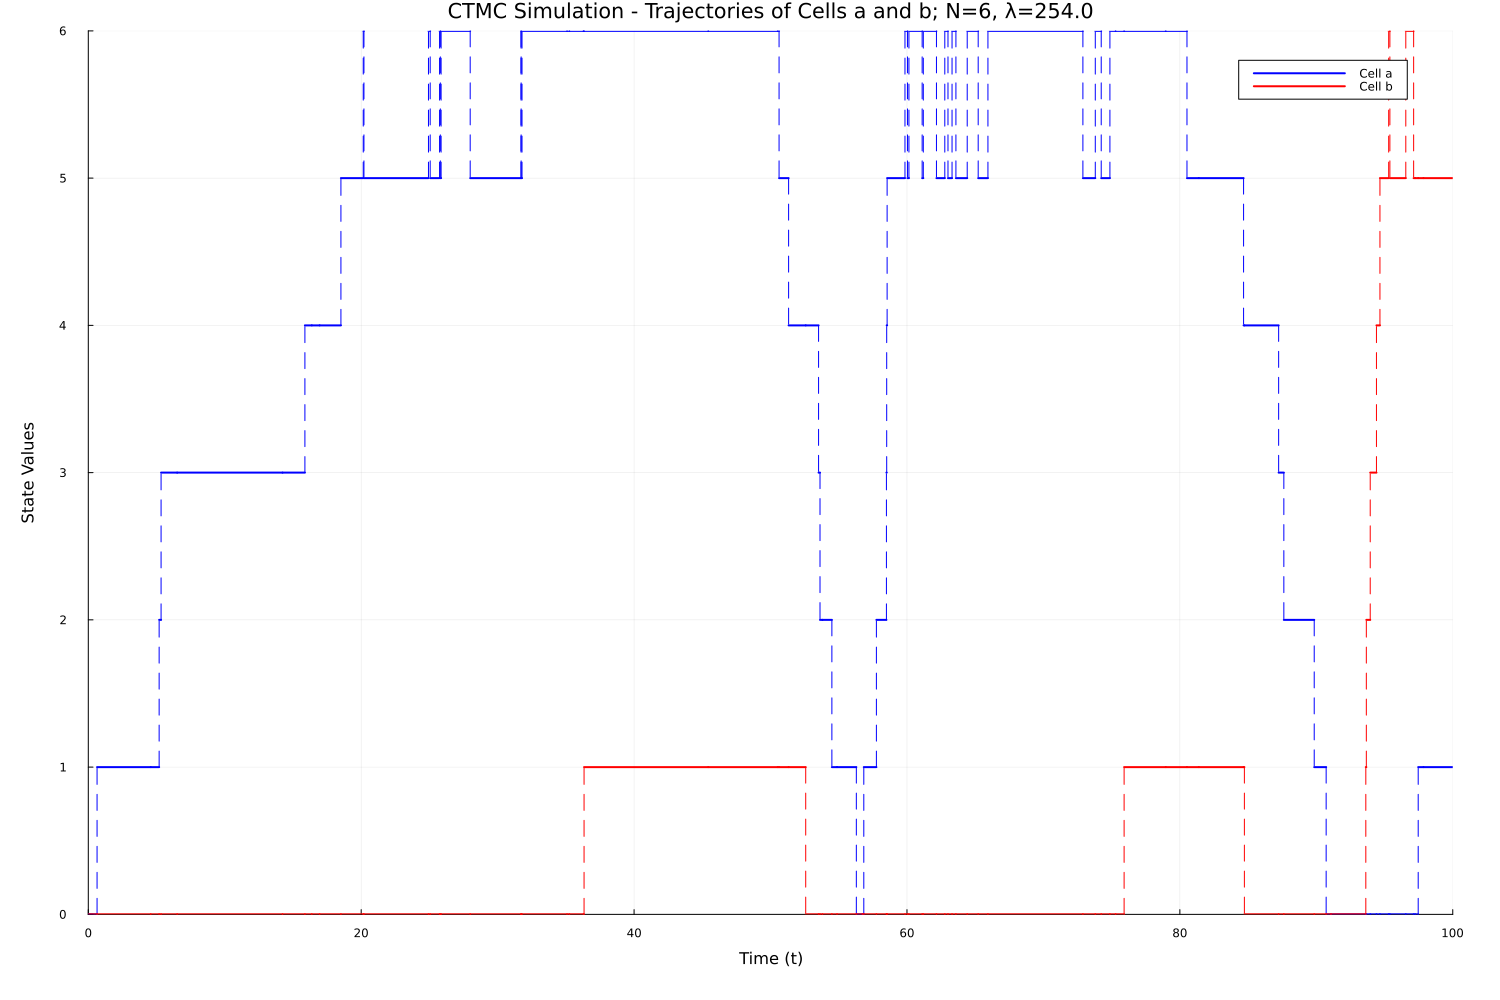 CTMC Simulation - Trajectories of Cells a and b; N=6, λ=254.0
6
Cell a
Cell b
5
4
3
2
1
0
State Values
0 20 40 60 80 100
Time (t)